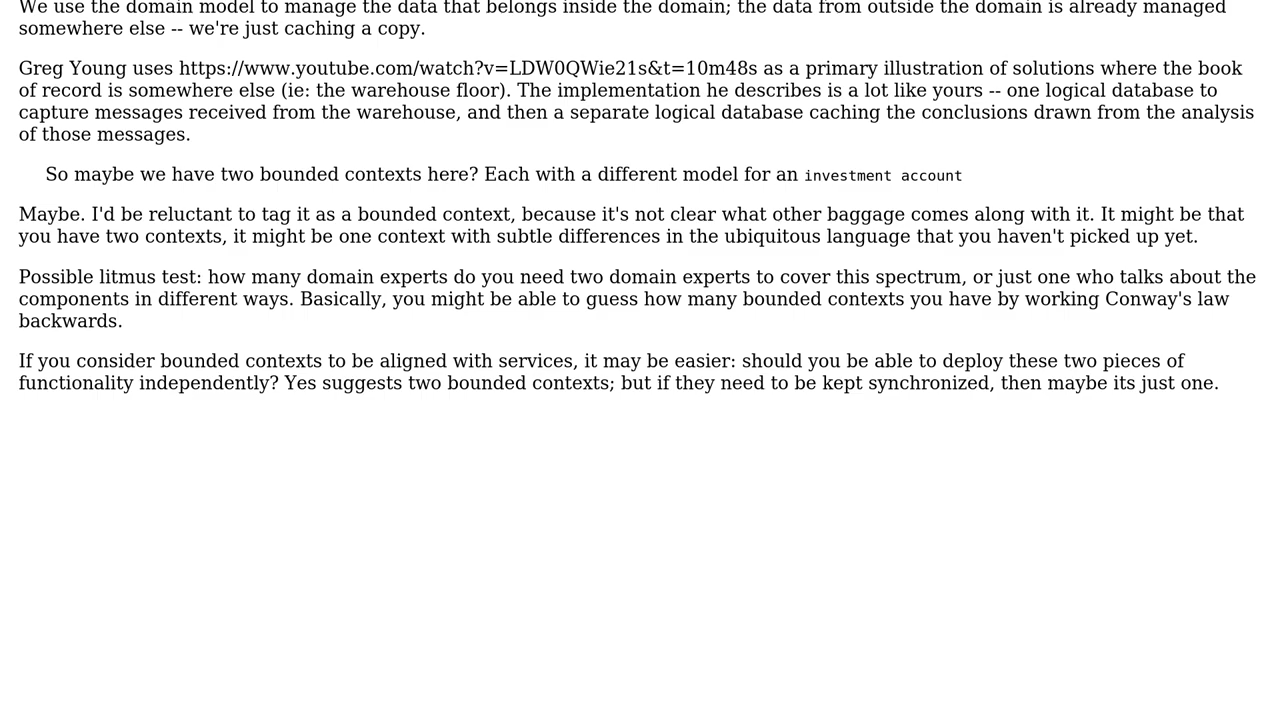 We use the domain model to manage the data that belongs inside the domain; the data from outside the domain is already managed
somewhere else -- we're just caching a copy.
Greg Young uses https://www.youtube.com/watch?v=LDW0QWie21s&t=10m48s as a primary illustration of solutions where the book
of record is somewhere else (ie: the warehouse floor). The implementation he describes is a lot like yours -- one logical database to
capture messages received from the warehouse, and then a separate logical database caching the conclusions drawn from the analysis
of those messages.
So maybe we have two bounded contexts here? Each with a different model for an investment account
Maybe. I'd be reluctant to tag it as a bounded context, because it's not clear what other baggage comes along with it. It might be that
you have two contexts, it might be one context with subtle differences in the ubiquitous language that you haven't picked up yet.
Possible litmus test: how many domain experts do you need two domain experts to cover this spectrum, or just one who talks about the
components in different ways. Basically, you might be able to guess how many bounded contexts you have by working Conway's law
backwards.
If you consider bounded contexts to be aligned with services, it may be easier: should you be able to deploy these two pieces of
functionality independently? Yes suggests two bounded contexts; but if they need to be kept synchronized, then maybe its just one.